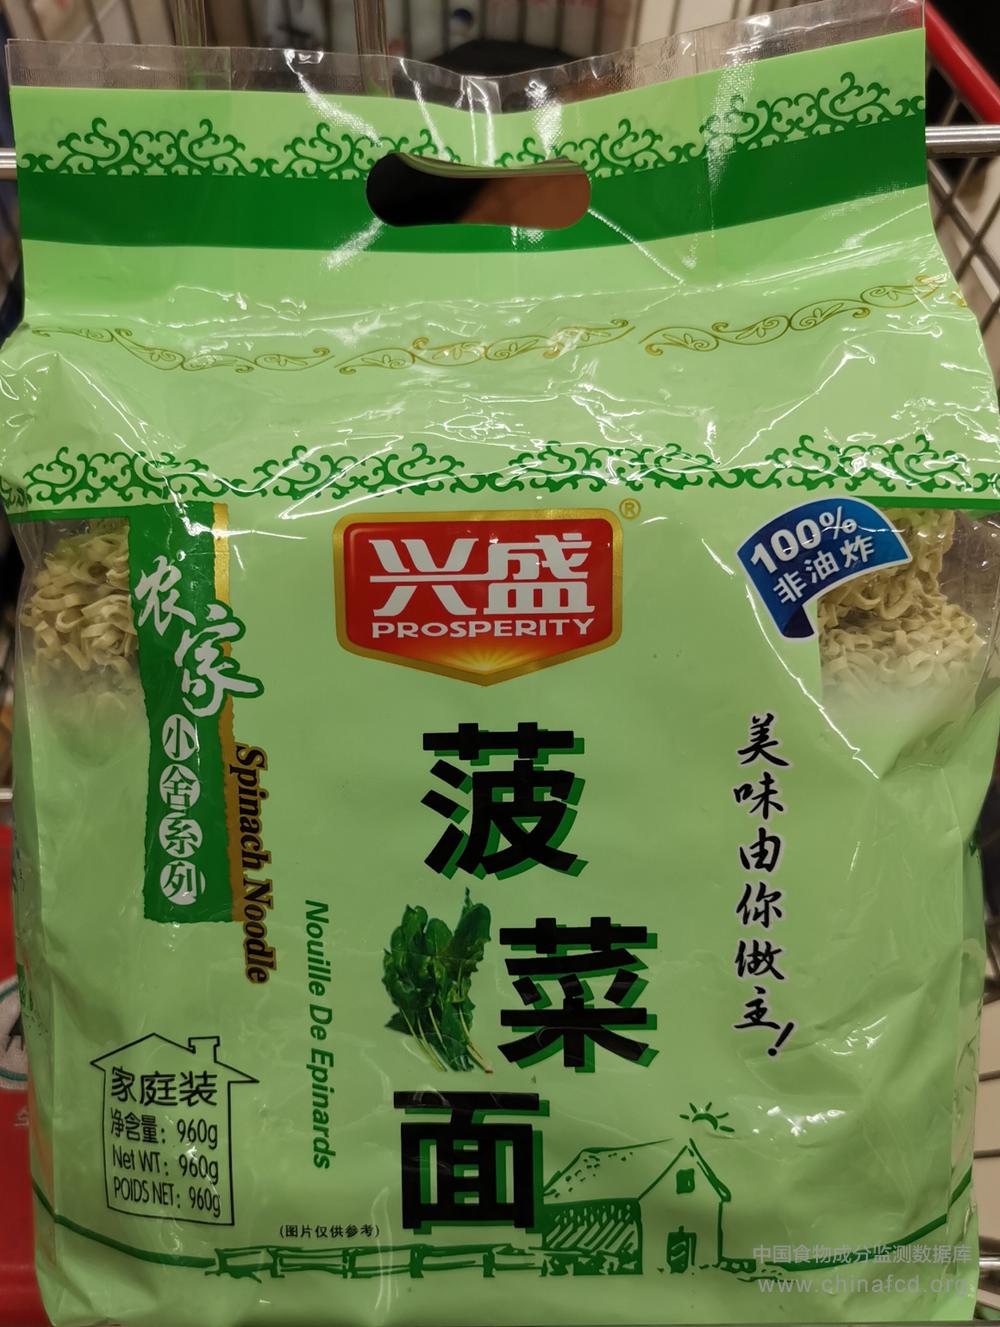 兴盛®
PROSPERITY
100%
非油炸
农家
小舍系列
Spinach Noodle
Nouille De Epinards
菠
菜
面
美味由你做主!
家庭装
净含量：960g
Net WT：960g
POIDS NET：960g
(图片仅供参考)
中国食物成分监测数据库
www.chinafcd.org